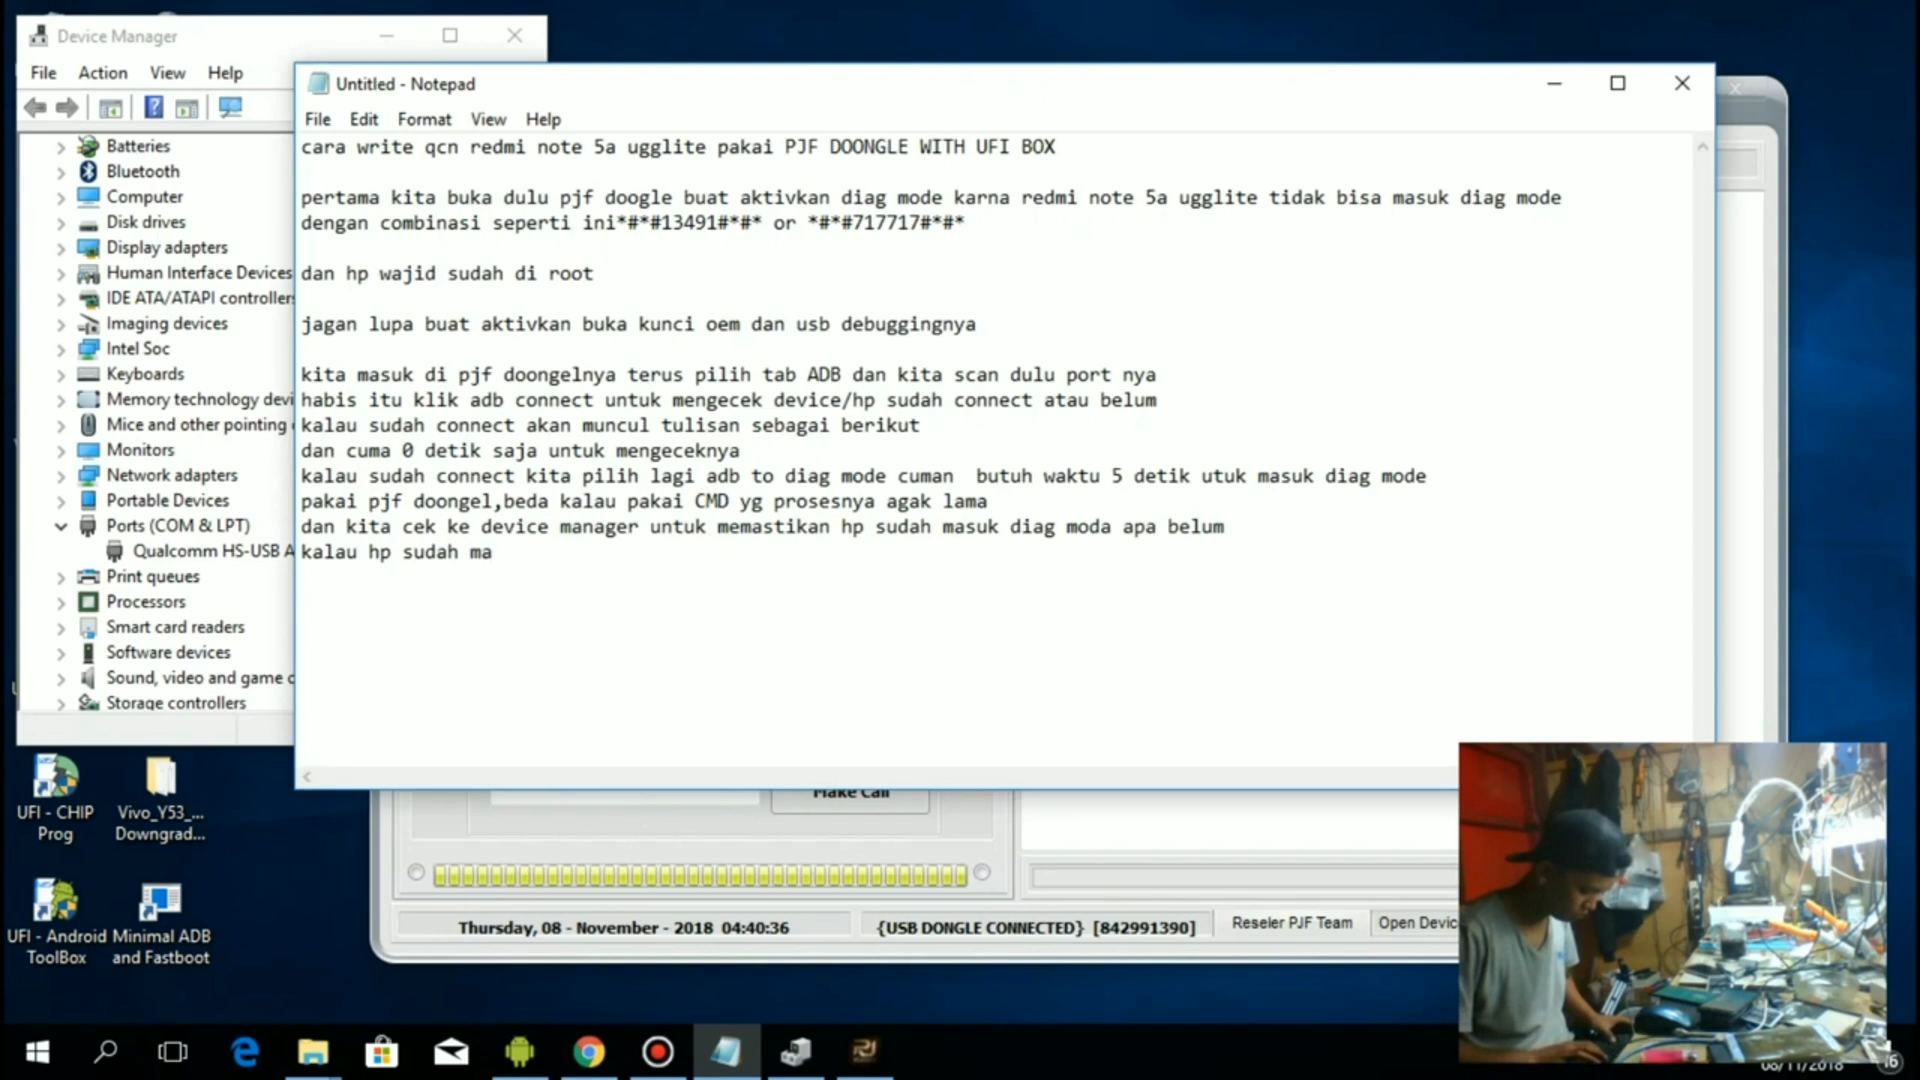 Device Manager
File Action View Help
Batteries
Bluetooth
Computer
Disk drives
Display adapters
Human Interface Devices
IDE ATA/ATAPI controllers
Imaging devices
Intel Soc
Keyboards
Memory technology devi
Mice and other pointing
Monitors
Network adapters
Portable Devices
Ports (COM & LPT)
Qualcomm HS-USB A
Print queues
Processors
Smart card readers
Software devices
Sound, video and game c
Storage controllers
Untitled - Notepad
File Edit Format View Help
cara write qcn redmi note 5a ugglite pakai PJF DOONGLE WITH UFI BOX
pertama kita buka dulu pjf doogle buat aktivkan diag mode karna redmi note 5a ugglite tidak bisa masuk diag mode
dengan combinasi seperti ini*#*#13491#*#* or *#*#717717#*#*
dan hp wajid sudah di root
jagan lupa buat aktivkan buka kunci oem dan usb debuggingnya
kita masuk di pjf doongelnya terus pilih tab ADB dan kita scan dulu port nya
habis itu klik adb connect untuk mengecek device/hp sudah connect atau belum
kalau sudah connect akan muncul tulisan sebagai berikut
dan cuma 0 detik saja untuk mengeceknya
kalau sudah connect kita pilih lagi adb to diag mode cuman  butuh waktu 5 detik utuk masuk diag mode
pakai pjf doongel,beda kalau pakai CMD yg prosesnya agak lama
dan kita cek ke device manager untuk memastikan hp sudah masuk diag moda apa belum
kalau hp sudah ma
Make Call
Thursday, 08 - November - 2018 04:40:36
{USB DONGLE CONNECTED} [842991390]
Reseler PJF Team
Open Devic
UFI - CHIP
Prog
Vivo_Y53_...
Downgrad...
UFI - Android
ToolBox
Minimal ADB
and Fastboot
08/11/2018